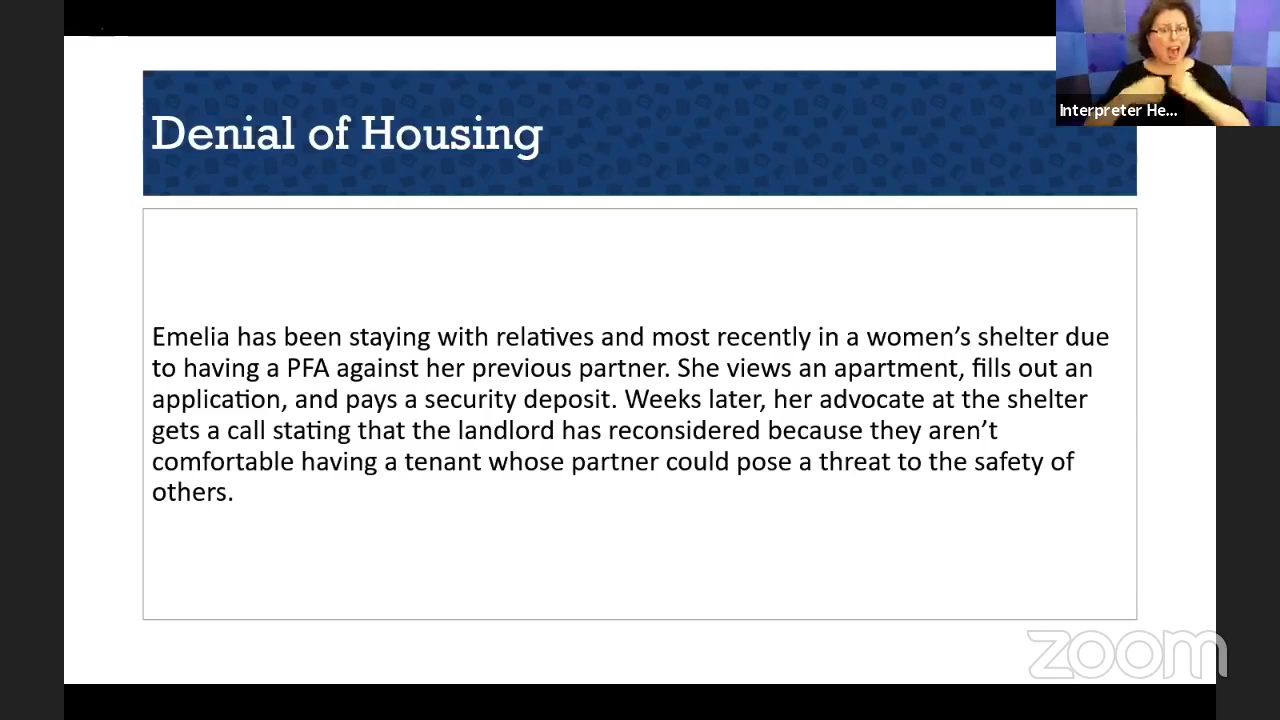 Denial of Housing
Interpreter He...
Emelia has been staying with relatives and most recently in a women’s shelter due
to having a PFA against her previous partner. She views an apartment, fills out an
application, and pays a security deposit. Weeks later, her advocate at the shelter
gets a call stating that the landlord has reconsidered because they aren’t
comfortable having a tenant whose partner could pose a threat to the safety of
others.
zoom